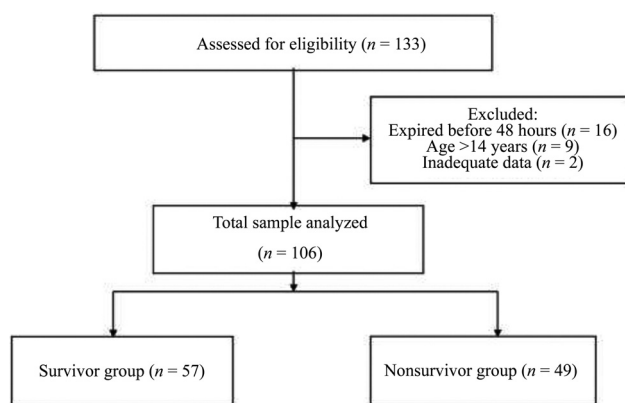 Assessed for eligibility (n = 133)
Excluded:
Expired before 48 hours (n = 16)
Age >14 years (n = 9)
Inadequate data (n = 2)
Total sample analyzed
(n = 106)
Survivor group (n = 57)
Nonsurvivor group (n = 49)